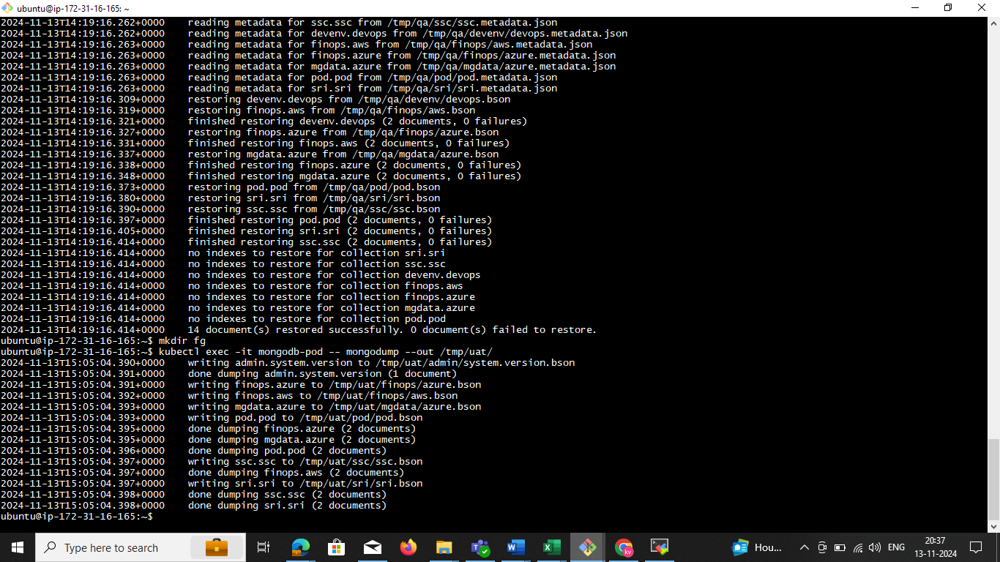 ubuntu@ip-172-31-16-165: ~
2024-11-13T14:19:16.262+0000    reading metadata for ssc.ssc from /tmp/qa/ssc/ssc.metadata.json
2024-11-13T14:19:16.262+0000    reading metadata for devenv.devops from /tmp/qa/devenv/devops.metadata.json
2024-11-13T14:19:16.263+0000    reading metadata for finops.aws from /tmp/qa/finops/aws.metadata.json
2024-11-13T14:19:16.263+0000    reading metadata for finops.azure from /tmp/qa/finops/azure.metadata.json
2024-11-13T14:19:16.263+0000    reading metadata for mgdata.azure from /tmp/qa/mgdata/azure.metadata.json
2024-11-13T14:19:16.263+0000    reading metadata for pod.pod from /tmp/qa/pod/pod.metadata.json
2024-11-13T14:19:16.263+0000    reading metadata for sri.sri from /tmp/qa/sri/sri.metadata.json
2024-11-13T14:19:16.309+0000    restoring devenv.devops from /tmp/qa/devenv/devops.bson
2024-11-13T14:19:16.319+0000    restoring finops.aws from /tmp/qa/finops/aws.bson
2024-11-13T14:19:16.321+0000    finished restoring devenv.devops (2 documents, 0 failures)
2024-11-13T14:19:16.327+0000    restoring finops.azure from /tmp/qa/finops/azure.bson
2024-11-13T14:19:16.331+0000    finished restoring finops.aws (2 documents, 0 failures)
2024-11-13T14:19:16.337+0000    restoring mgdata.azure from /tmp/qa/mgdata/azure.bson
2024-11-13T14:19:16.338+0000    finished restoring finops.azure (2 documents, 0 failures)
2024-11-13T14:19:16.348+0000    finished restoring mgdata.azure (2 documents, 0 failures)
2024-11-13T14:19:16.373+0000    restoring pod.pod from /tmp/qa/pod/pod.bson
2024-11-13T14:19:16.380+0000    restoring sri.sri from /tmp/qa/sri/sri.bson
2024-11-13T14:19:16.390+0000    restoring ssc.ssc from /tmp/qa/ssc/ssc.bson
2024-11-13T14:19:16.397+0000    finished restoring pod.pod (2 documents, 0 failures)
2024-11-13T14:19:16.405+0000    finished restoring sri.sri (2 documents, 0 failures)
2024-11-13T14:19:16.414+0000    finished restoring ssc.ssc (2 documents, 0 failures)
2024-11-13T14:19:16.414+0000    no indexes to restore for collection sri.sri
2024-11-13T14:19:16.414+0000    no indexes to restore for collection ssc.ssc
2024-11-13T14:19:16.414+0000    no indexes to restore for collection devenv.devops
2024-11-13T14:19:16.414+0000    no indexes to restore for collection finops.aws
2024-11-13T14:19:16.414+0000    no indexes to restore for collection finops.azure
2024-11-13T14:19:16.414+0000    no indexes to restore for collection mgdata.azure
2024-11-13T14:19:16.414+0000    no indexes to restore for collection pod.pod
2024-11-13T14:19:16.414+0000    14 document(s) restored successfully. 0 document(s) failed to restore.
ubuntu@ip-172-31-16-165:~$ mkdir fg
ubuntu@ip-172-31-16-165:~$ kubectl exec -it mongodb-pod -- mongodump --out /tmp/uat/
2024-11-13T15:05:04.390+0000    writing admin.system.version to /tmp/uat/admin/system.version.bson
2024-11-13T15:05:04.391+0000    done dumping admin.system.version (1 document)
2024-11-13T15:05:04.391+0000    writing finops.azure to /tmp/uat/finops/azure.bson
2024-11-13T15:05:04.392+0000    writing finops.aws to /tmp/uat/finops/aws.bson
2024-11-13T15:05:04.393+0000    writing mgdata.azure to /tmp/uat/mgdata/azure.bson
2024-11-13T15:05:04.393+0000    writing pod.pod to /tmp/uat/pod/pod.bson
2024-11-13T15:05:04.395+0000    done dumping finops.azure (2 documents)
2024-11-13T15:05:04.395+0000    done dumping mgdata.azure (2 documents)
2024-11-13T15:05:04.396+0000    done dumping pod.pod (2 documents)
2024-11-13T15:05:04.397+0000    writing ssc.ssc to /tmp/uat/ssc/ssc.bson
2024-11-13T15:05:04.397+0000    done dumping finops.aws (2 documents)
2024-11-13T15:05:04.397+0000    writing sri.sri to /tmp/uat/sri/sri.bson
2024-11-13T15:05:04.398+0000    done dumping ssc.ssc (2 documents)
2024-11-13T15:05:04.398+0000    done dumping sri.sri (2 documents)
ubuntu@ip-172-31-16-165:~$
Type here to search
Hou...
ENG
20:37
13-11-2024